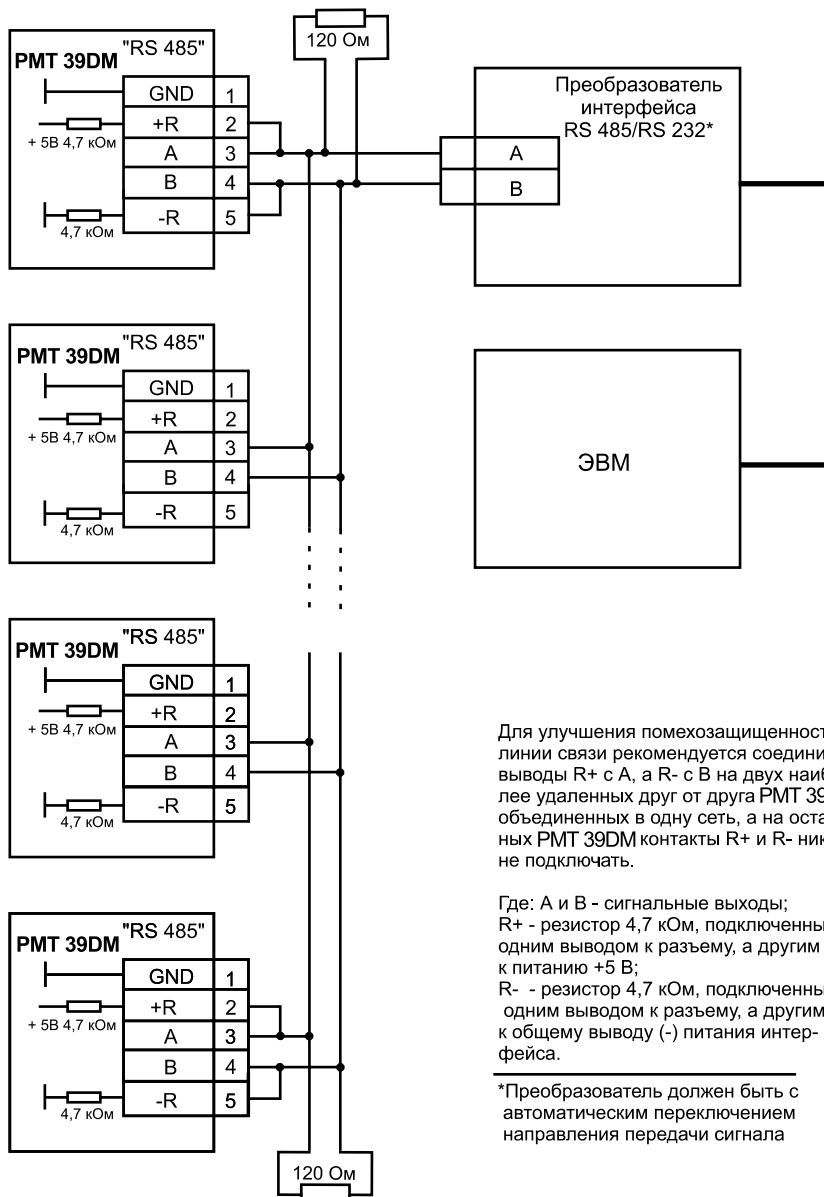 120 Ом
РМТ 39DM
"RS 485"
GND 1
+R 2
+ 5В 4,7 кОм
A 3
B 4
-R 5
4,7 кОм
Преобразователь
интерфейса
RS 485/RS 232*
A
B
РМТ 39DM
"RS 485"
GND 1
+R 2
+ 5В 4,7 кОм
A 3
B 4
-R 5
4,7 кОм
ЭВМ
РМТ 39DM
"RS 485"
GND 1
+R 2
+ 5В 4,7 кОм
A 3
B 4
-R 5
4,7 кОм
РМТ 39DM
"RS 485"
GND 1
+R 2
+ 5В 4,7 кОм
A 3
B 4
-R 5
4,7 кОм
120 Ом
Для улучшения помехозащищенност
линии связи рекомендуется соедини
выводы R+ с А, а R- с В на двух наиб
лее удаленных друг от друга РМТ 39
объединенных в одну сеть, а на оста
ных РМТ 39DM контакты R+ и R- ник
не подключать.
Где: А и В - сигнальные выходы;
R+ - резистор 4,7 кОм, подключенны
одним выводом к разъему, а другим
к питанию +5 В;
R- - резистор 4,7 кОм, подключенны
одним выводом к разъему, а другим
к общему выводу (-) питания интер-
фейса.
*Преобразователь должен быть с
автоматическим переключением
направления передачи сигнала